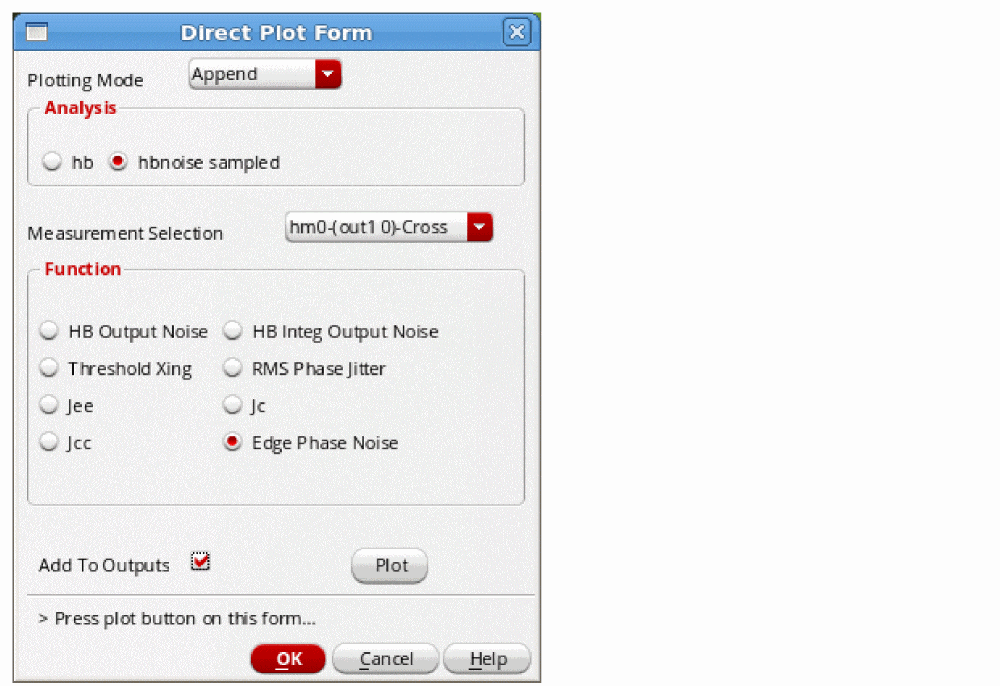 Direct Plot Form
Plotting Mode Append
Analysis
hb hbnoise sampled
Measurement Selection hm0-(out1 0)-Cross
Function
HB Output Noise HB Integ Output Noise
Threshold Xing RMS Phase Jitter
Jee Jc
Jcc Edge Phase Noise
Add To Outputs Plot
> Press plot button on this form...
OK Cancel Help